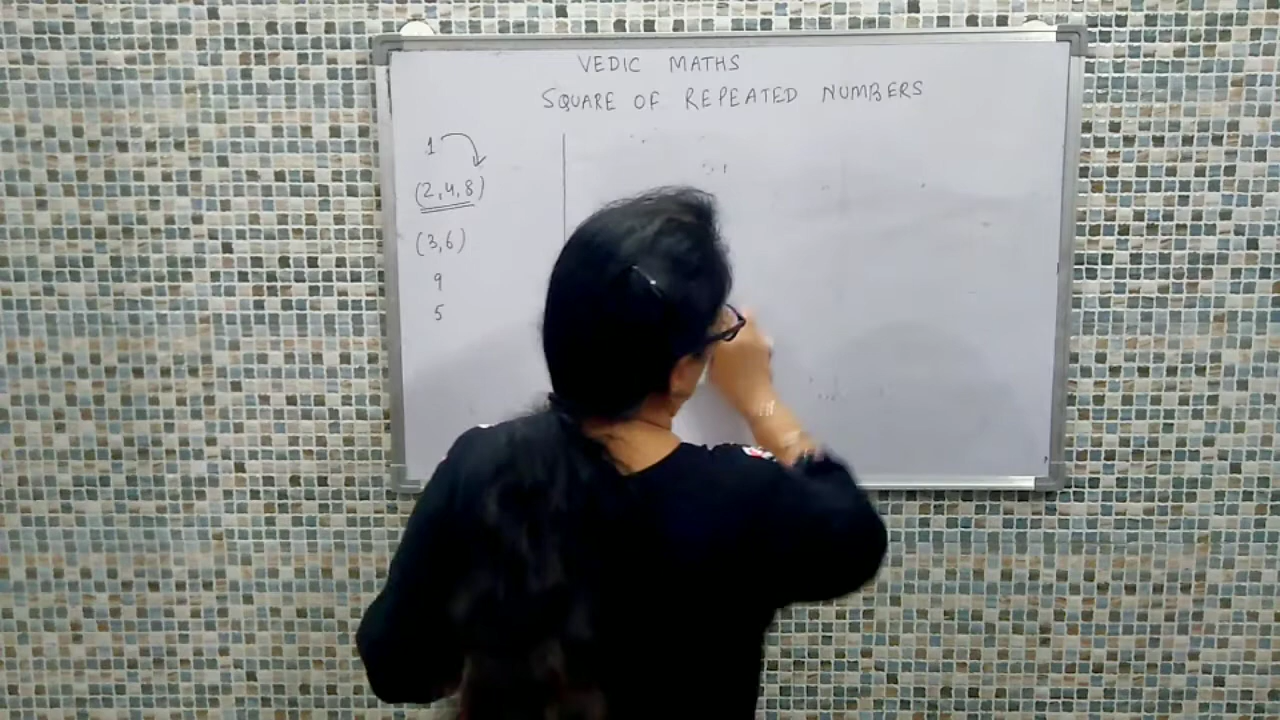 VEDIC MATHS
SQUARE OF REPEATED NUMBERS
1
(2,4,8)
(3,6)
9
5